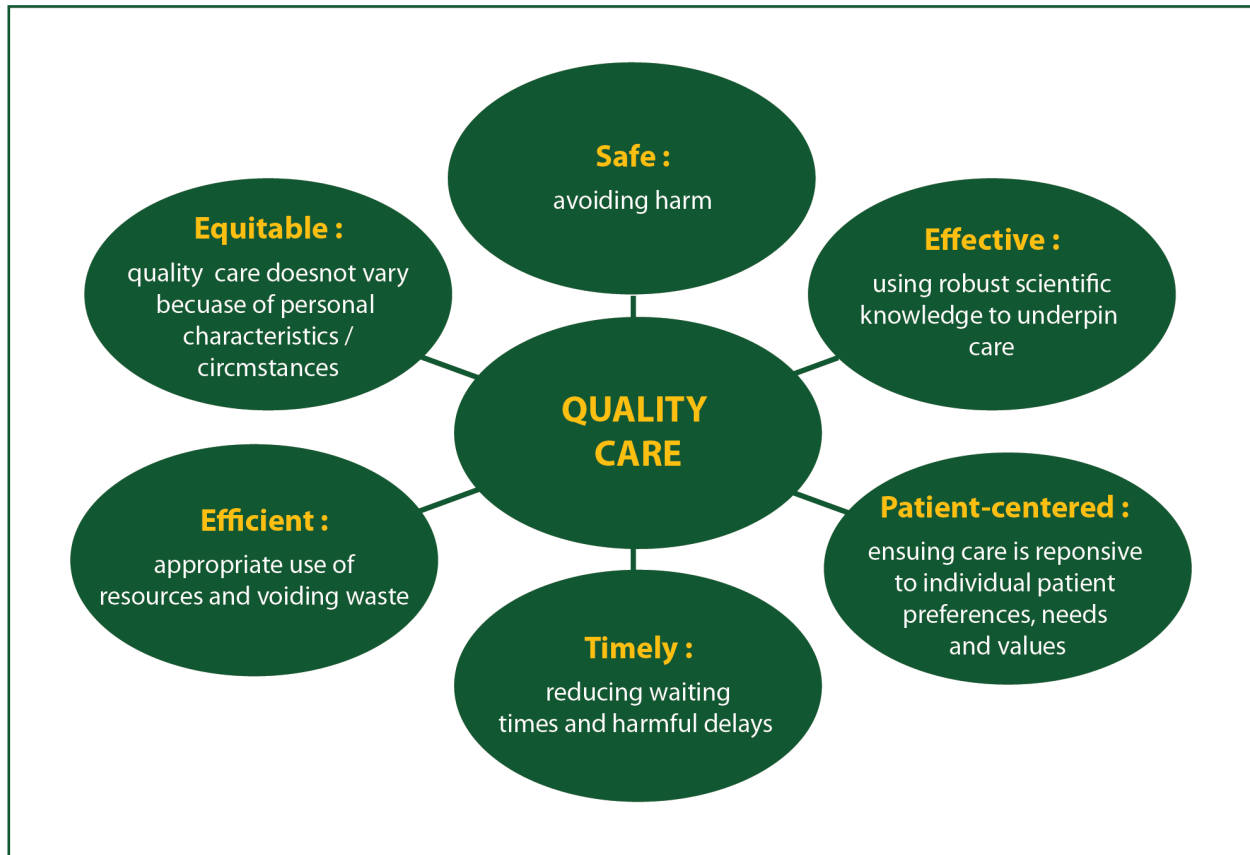 Safe :
avoiding harm
Equitable :
quality  care doesnot vary
becuase of personal
characteristics /
circmstances
Effective :
using robust scientific
knowledge to underpin
care
QUALITY
CARE
Efficient :
appropriate use of
resources and voiding waste
Patient-centered :
ensuing care is reponsive
to individual patient
preferences, needs
and values
Timely :
reducing waiting
times and harmful delays